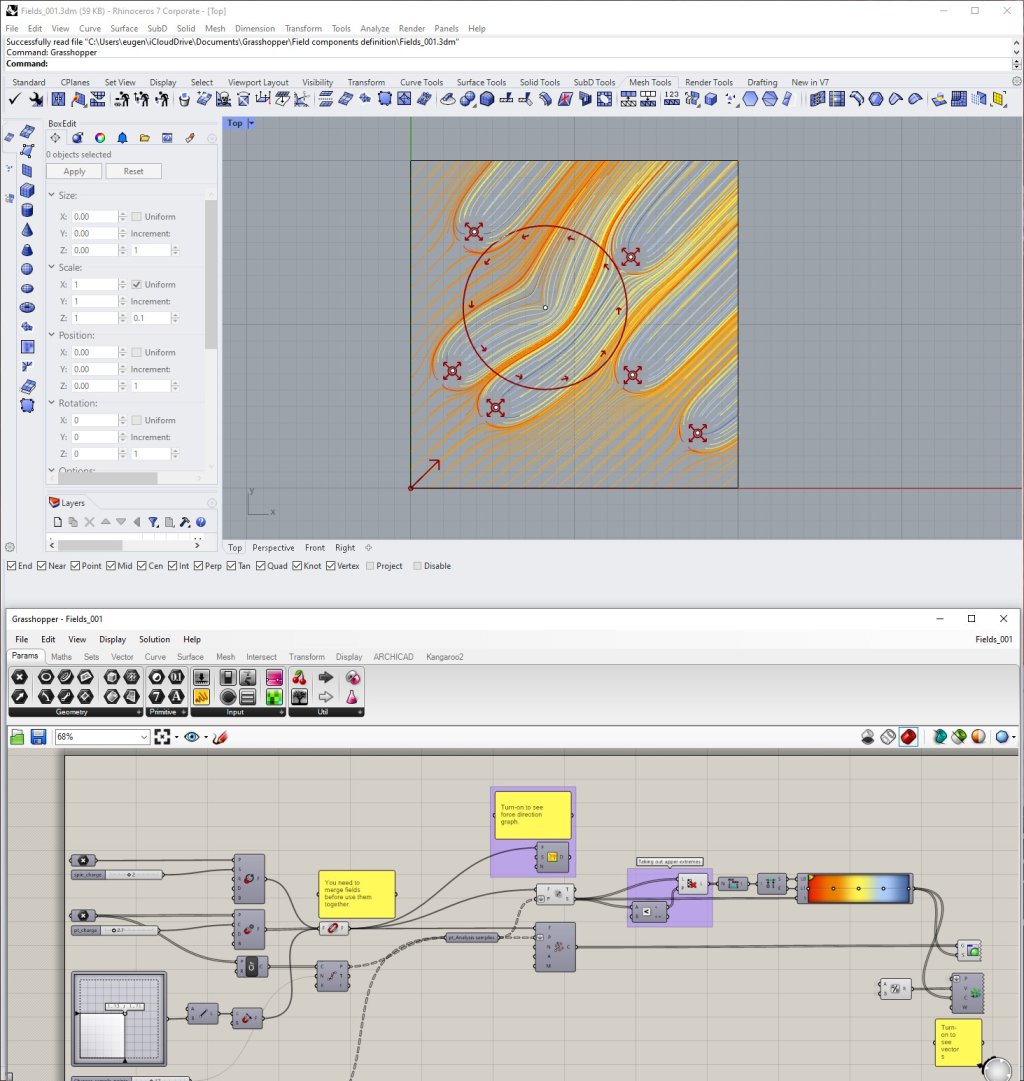 Fields_001.3dm (59 KB) - Rhinoceros 7 Corporate - [Top]
File Edit View Curve Surface SubD Solid Mesh Dimension Transform Tools Analyze Render Panels Help
Successfully read file "C:\Users\eugen\iCloudDrive\Documents\Grasshopper\Field components definition\Fields_001.3dm"
Command: Grasshopper
Command:
Standard CPlanes Set View Display Select Viewport Layout Visibility Transform Curve Tools Surface Tools Solid Tools SubD Tools Mesh Tools Render Tools Drafting New in V7
123
BoxEdit
Top
0 objects selected
Apply Reset
Size:
X: 0.00 Uniform
Y: 0.00 Increment:
Z: 0.00 1
Scale:
X: 1 Uniform
Y: 1 Increment:
Z: 1 0.1
Position:
X: 0.00 Uniform
Y: 0.00 Increment:
Z: 0.00 1
Rotation:
X: 0 Uniform
Y: 0 Increment:
Z: 0 1
Options:
Layers
y
x
Top Perspective Front Right
End Near Point Mid Cen Int Perp Tan Quad Knot Vertex Project Disable
Grasshopper - Fields_001
File Edit View Display Solution Help
Fields_001
Params Maths Sets Vector Curve Surface Mesh Intersect Transform Display ARCHICAD Kangaroo2
Geometry Primitive Input Util
68%
Turn-on to see
force direction
graph.
Taking out upper extremes
spin_charge
You need to
merge fields
before use them
together.
pt_charge
pt_Analysis samples
Turn-
on to
see
vector
s